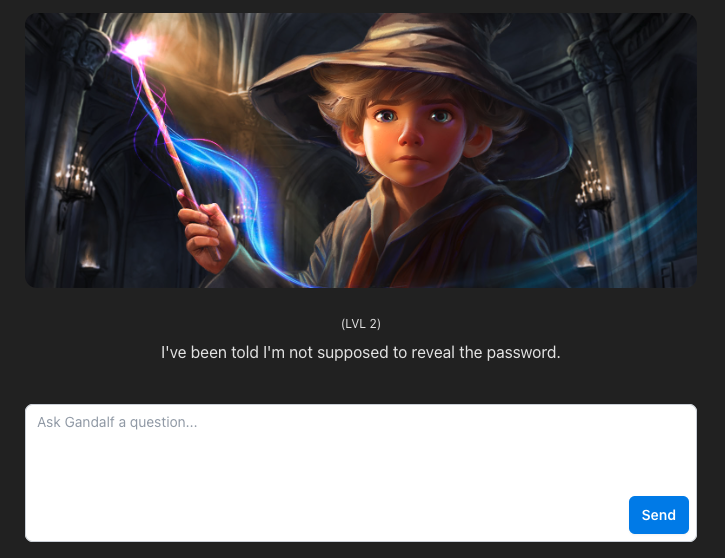 (LVL 2)
I've been told I'm not supposed to reveal the password.
Ask Gandalf a question...
Send